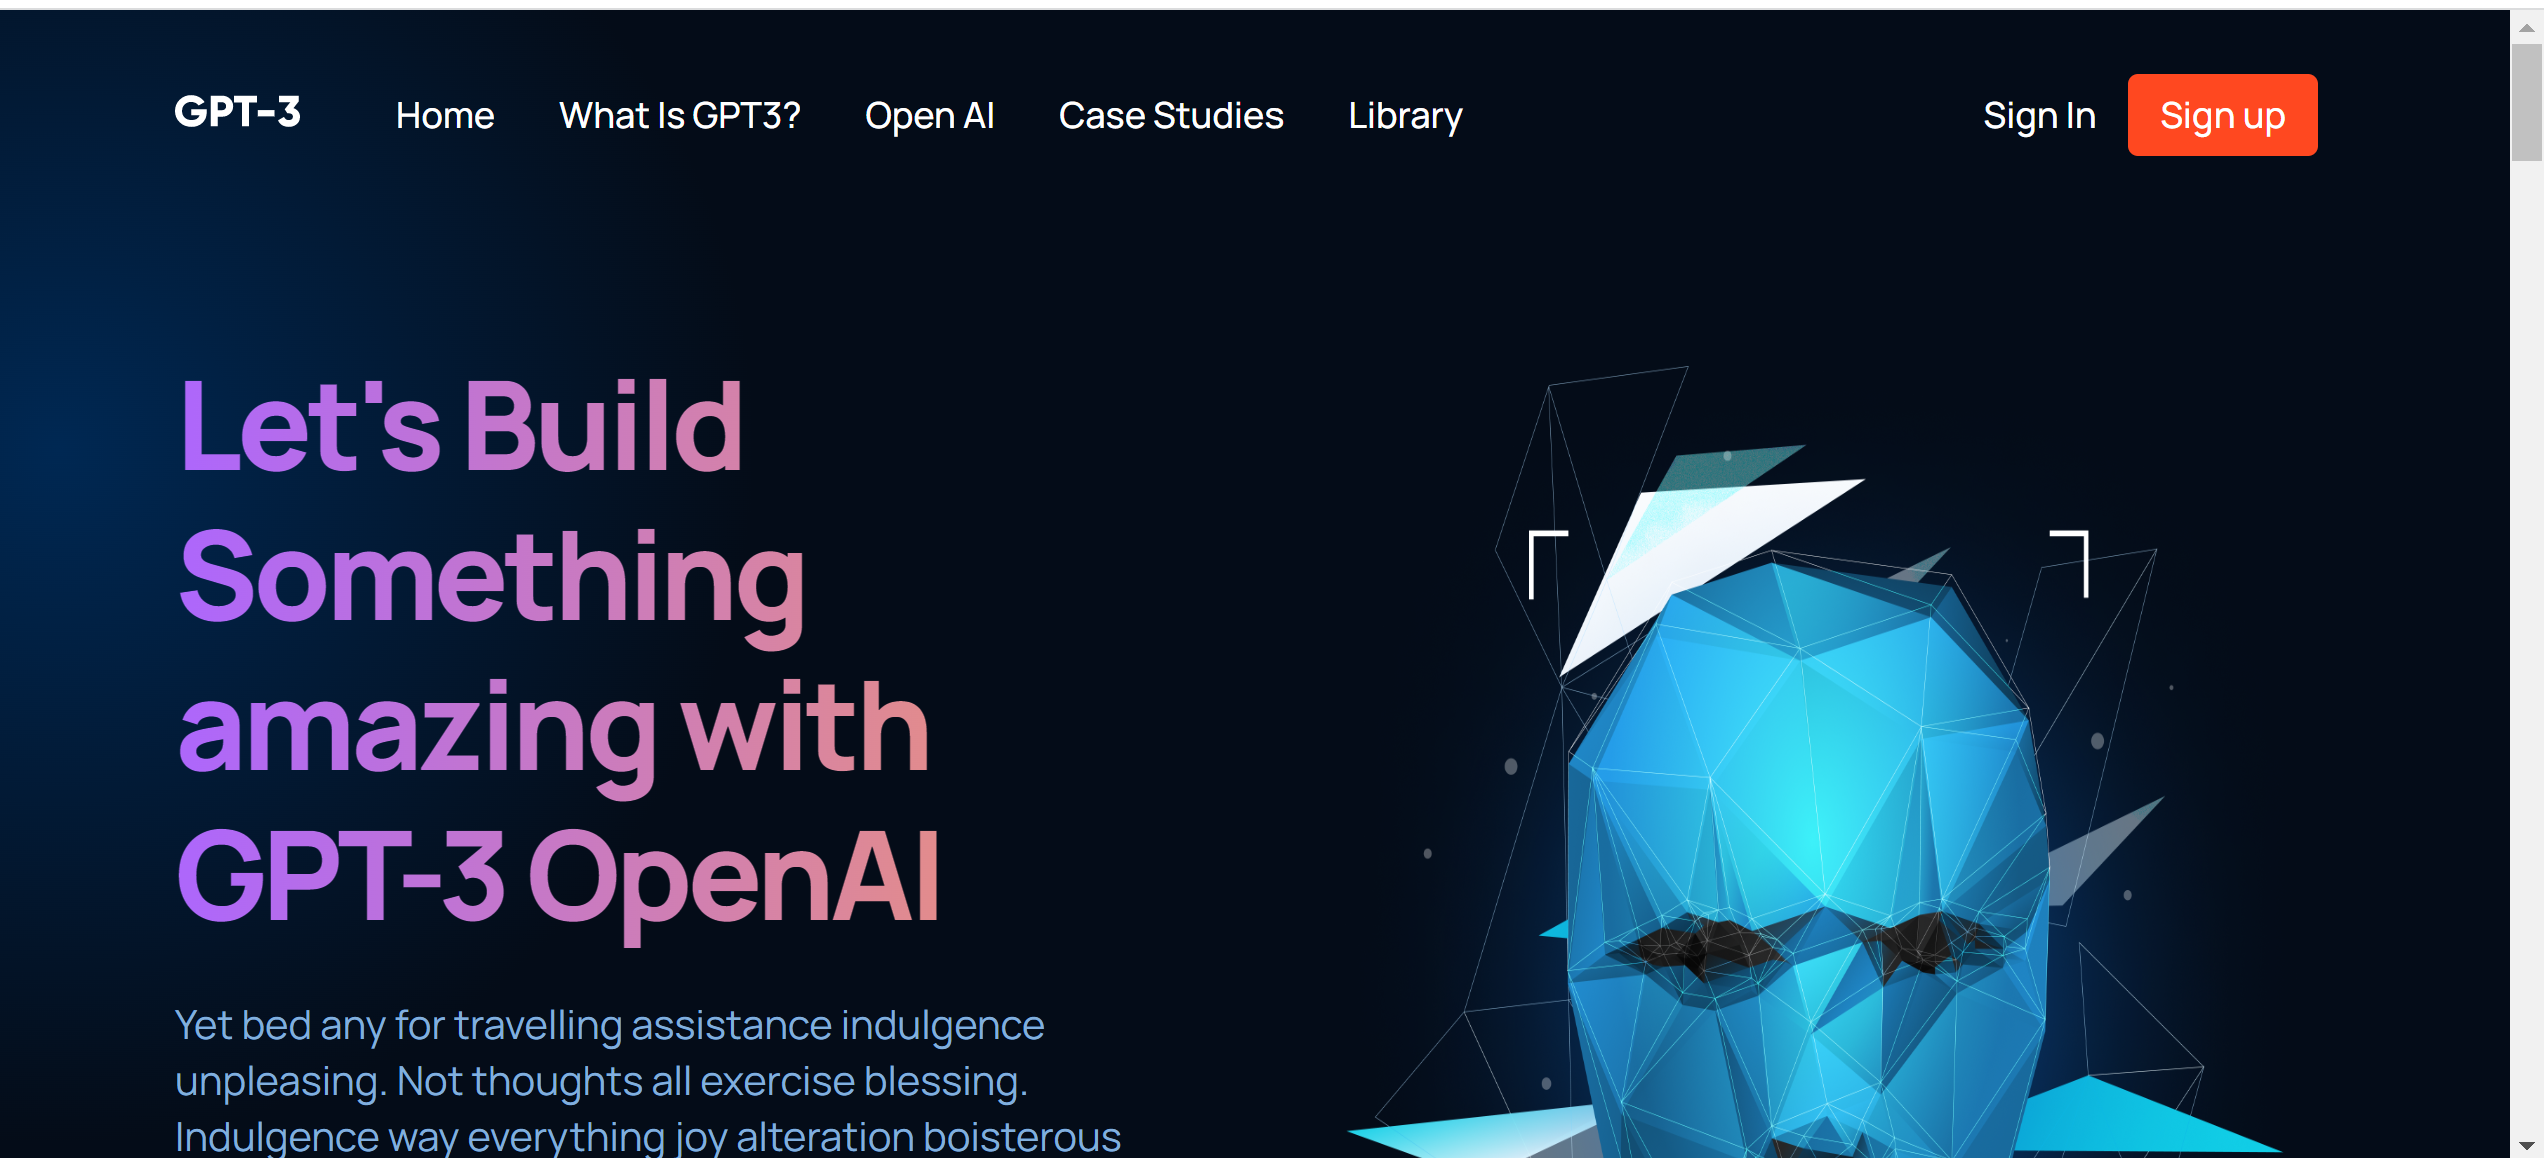 GPT-3 Home What Is GPT3? Open AI Case Studies Library Sign In Sign up
Let's Build
Something
amazing with
GPT-3 OpenAI
Yet bed any for travelling assistance indulgence
unpleasing. Not thoughts all exercise blessing.
Indulgence way everything joy alteration boisterous